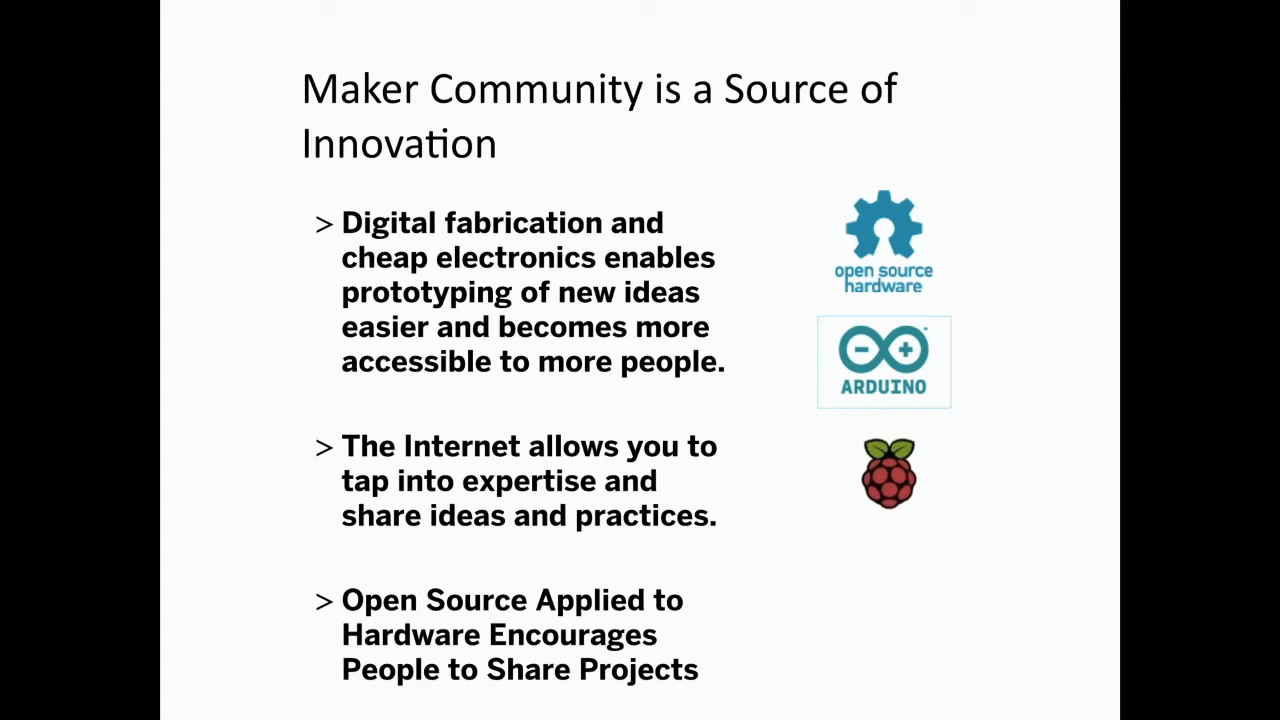 Maker Community is a Source of
Innovation
> Digital fabrication and
cheap electronics enables
prototyping of new ideas
easier and becomes more
accessible to more people.
> The Internet allows you to
tap into expertise and
share ideas and practices.
> Open Source Applied to
Hardware Encourages
People to Share Projects
open source
hardware
ARDUINO